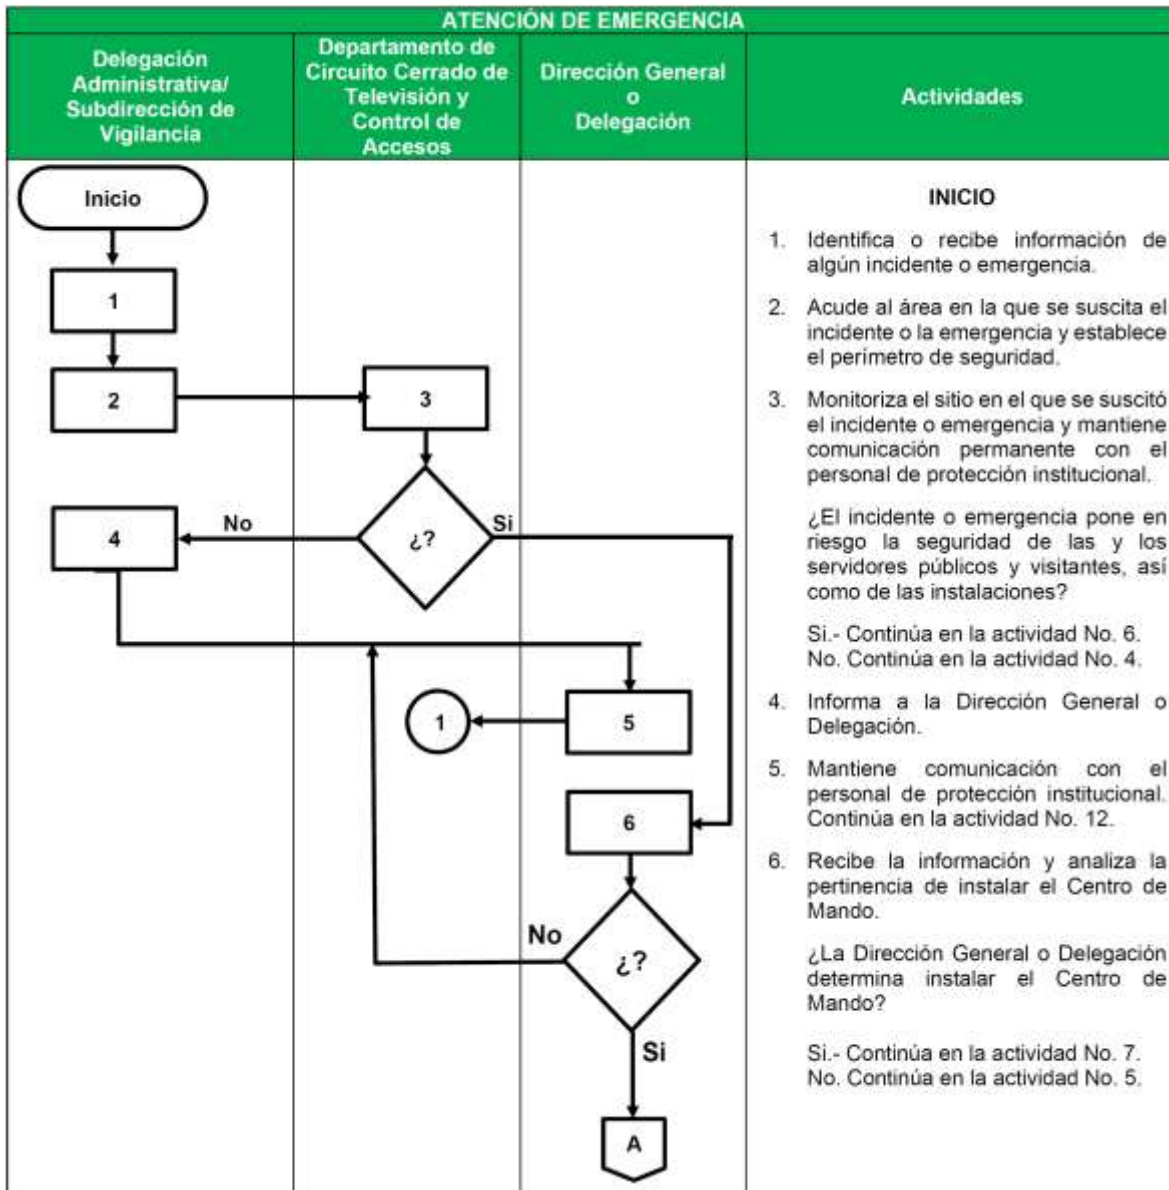 ATENCIÓN DE EMERGENCIA
Delegación
Administrativa/
Subdirección de
Vigilancia
Departamento de
Circuito Cerrado de
Televisión y
Control de
Accesos
Dirección General
o
Delegación
Actividades
Inicio
1
2
3
¿?
No
Si
4
1
5
6
¿?
No
Si
A
INICIO
1. Identifica o recibe información de
algún incidente o emergencia.
2. Acude al área en la que se suscita el
incidente o la emergencia y establece
el perímetro de seguridad.
3. Monitoriza el sitio en el que se suscitó
el incidente o emergencia y mantiene
comunicación permanente con el
personal de protección institucional.
¿El incidente o emergencia pone en
riesgo la seguridad de las y los
servidores públicos y visitantes, así
como de las instalaciones?
Si.- Continúa en la actividad No. 6.
No. Continúa en la actividad No. 4.
4. Informa a la Dirección General o
Delegación.
5. Mantiene comunicación con el
personal de protección institucional.
Continúa en la actividad No. 12.
6. Recibe la información y analiza la
pertinencia de instalar el Centro de
Mando.
¿La Dirección General o Delegación
determina instalar el Centro de
Mando?
Si.- Continúa en la actividad No. 7.
No. Continúa en la actividad No. 5.